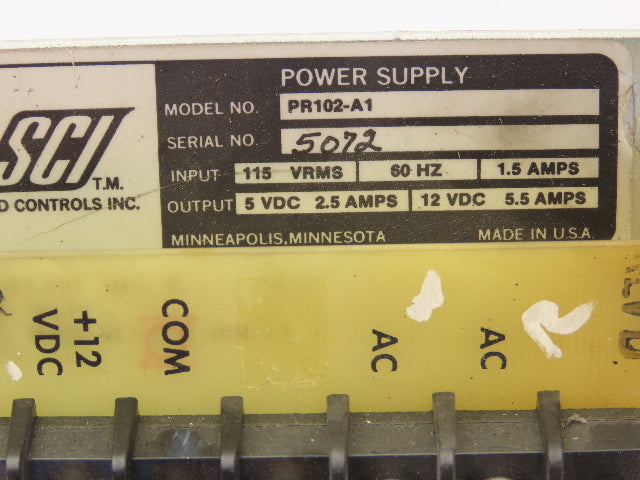 POWER SUPPLY
MODEL NO. PR102-A1
SERIAL NO. 5072
INPUT 115 VRMS 60 HZ 1.5 AMPS
OUTPUT 5 VDC 2.5 AMPS 12 VDC 5.5 AMPS
MINNEAPOLIS, MINNESOTA MADE IN U.S.A.
SCI
T.M.
D CONTROLS INC.
+12 VDC
COM
AC
AC